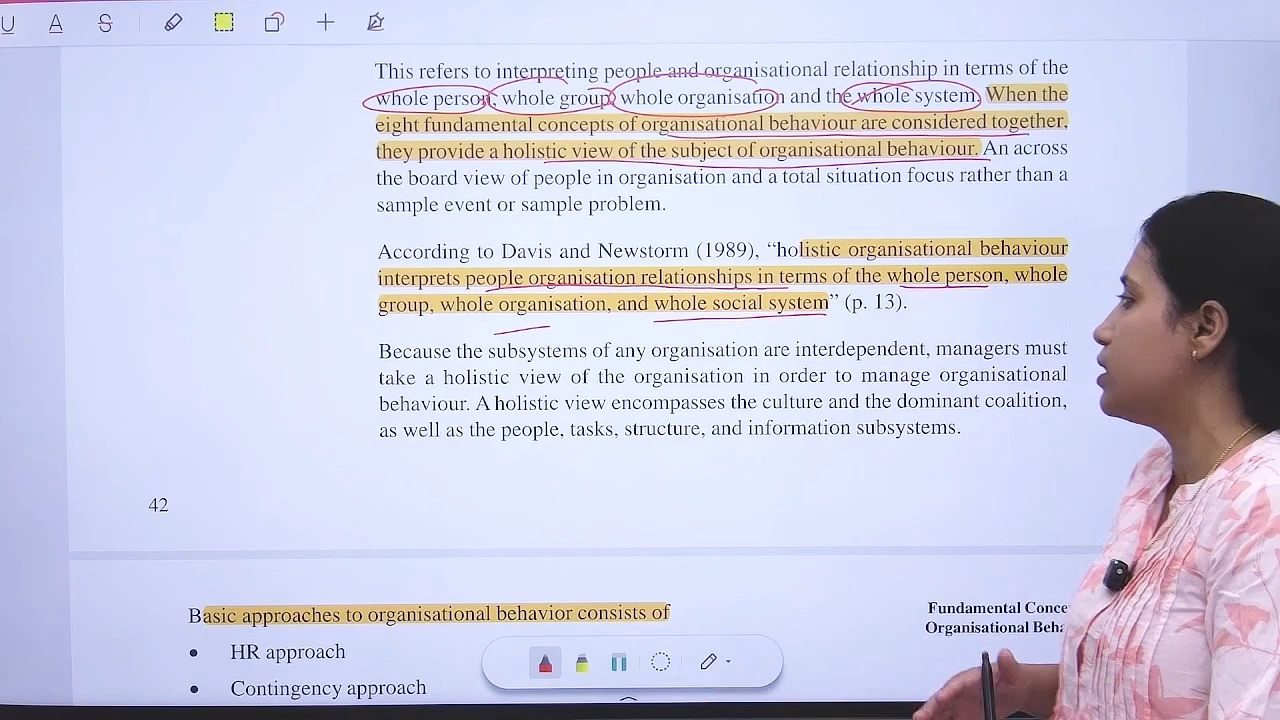 U A S
This refers to interpreting people and organisational relationship in terms of the
whole person, whole group, whole organisation and the whole system. When the
eight fundamental concepts of organisational behaviour are considered together,
they provide a holistic view of the subject of organisational behaviour. An across
the board view of people in organisation and a total situation focus rather than a
sample event or sample problem.
According to Davis and Newstorm (1989), “holistic organisational behaviour
interprets people organisation relationships in terms of the whole person, whole
group, whole organisation, and whole social system” (p. 13).
Because the subsystems of any organisation are interdependent, managers must
take a holistic view of the organisation in order to manage organisational
behaviour. A holistic view encompasses the culture and the dominant coalition,
as well as the people, tasks, structure, and information subsystems.
42
Basic approaches to organisational behavior consists of
Fundamental Conce
Organisational Beha
• HR approach
• Contingency approach